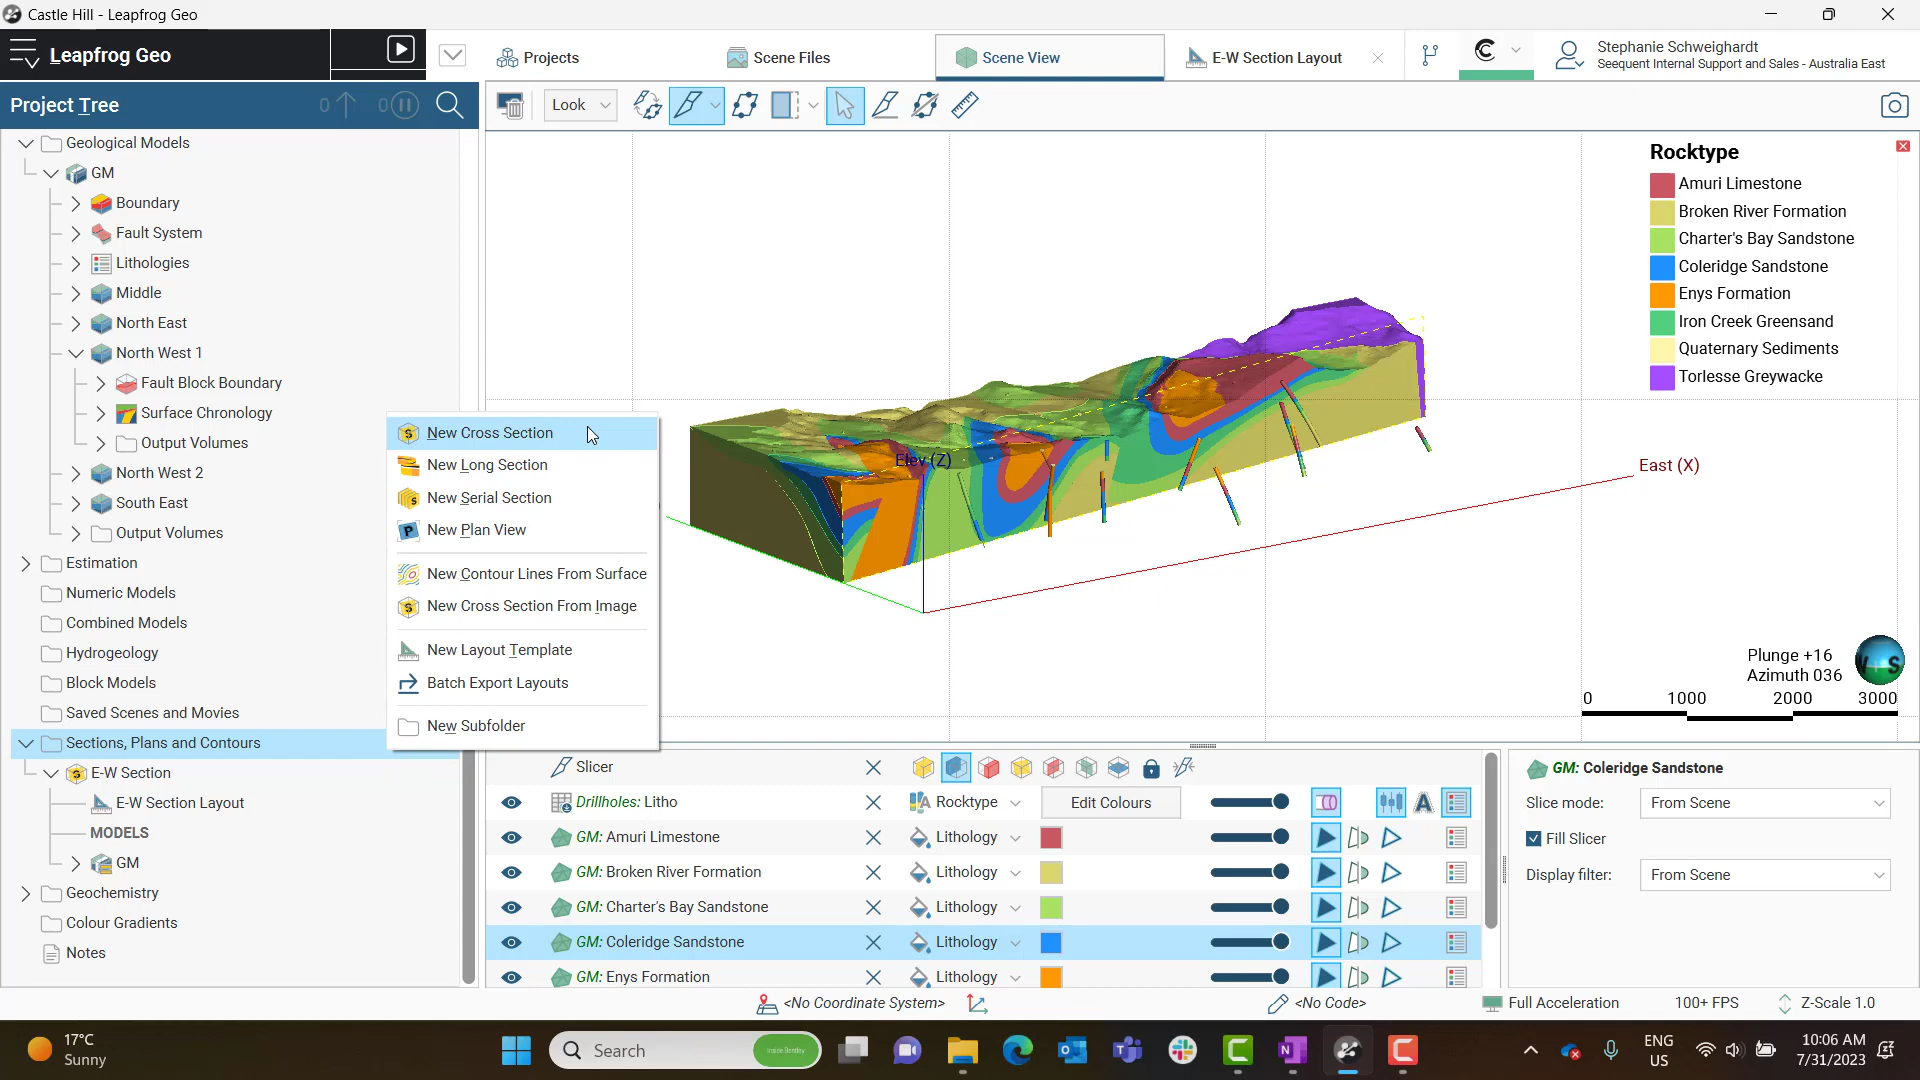 Castle Hill - Leapfrog Geo
Leapfrog Geo
Projects
Scene Files
Scene View
E-W Section Layout
Stephanie Schweighardt
Seequent Internal Support and Sales - Australia East
Project Tree
0
0
Look
Geological Models
GM
Boundary
Fault System
Lithologies
Middle
North East
North West 1
Fault Block Boundary
Surface Chronology
Output Volumes
North West 2
South East
Output Volumes
Estimation
Numeric Models
Combined Models
Hydrogeology
Block Models
Saved Scenes and Movies
Sections, Plans and Contours
E-W Section
E-W Section Layout
MODELS
GM
Geochemistry
Colour Gradients
Notes
New Cross Section
New Long Section
New Serial Section
New Plan View
New Contour Lines From Surface
New Cross Section From Image
New Layout Template
Batch Export Layouts
New Subfolder
Elev (Z)
East (X)
Rocktype
Amuri Limestone
Broken River Formation
Charter's Bay Sandstone
Coleridge Sandstone
Enys Formation
Iron Creek Greensand
Quaternary Sediments
Torlesse Greywacke
Plunge +16
Azimuth 036
0 1000 2000 3000
Slicer
Drillholes: Litho
Rocktype
Edit Colours
GM: Amuri Limestone
Lithology
GM: Broken River Formation
Lithology
GM: Charter's Bay Sandstone
Lithology
GM: Coleridge Sandstone
Lithology
GM: Enys Formation
Lithology
GM: Coleridge Sandstone
Slice mode: From Scene
Fill Slicer
Display filter: From Scene
<No Coordinate System>
<No Code>
Full Acceleration
100+ FPS
Z-Scale 1.0
17°C
Sunny
Search
Inside Bentley
ENG
US
10:06 AM
7/31/2023